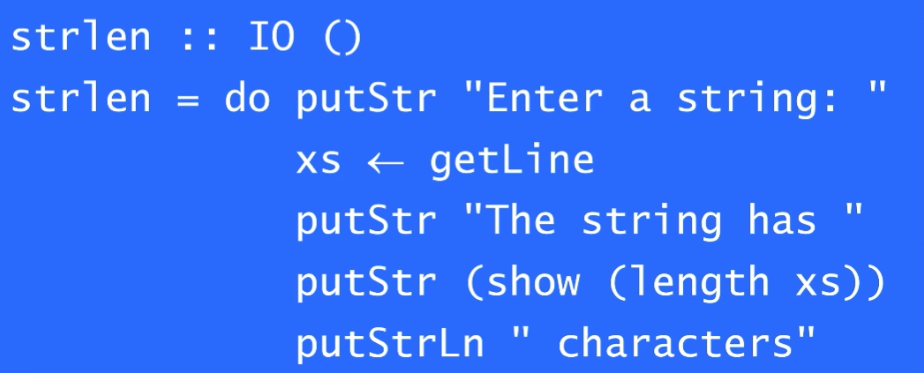 strlen :: IO ()
strlen = do putStr "Enter a string: "
            xs ← getLine
            putStr "The string has "
            putStr (show (length xs))
            putStrLn " characters"